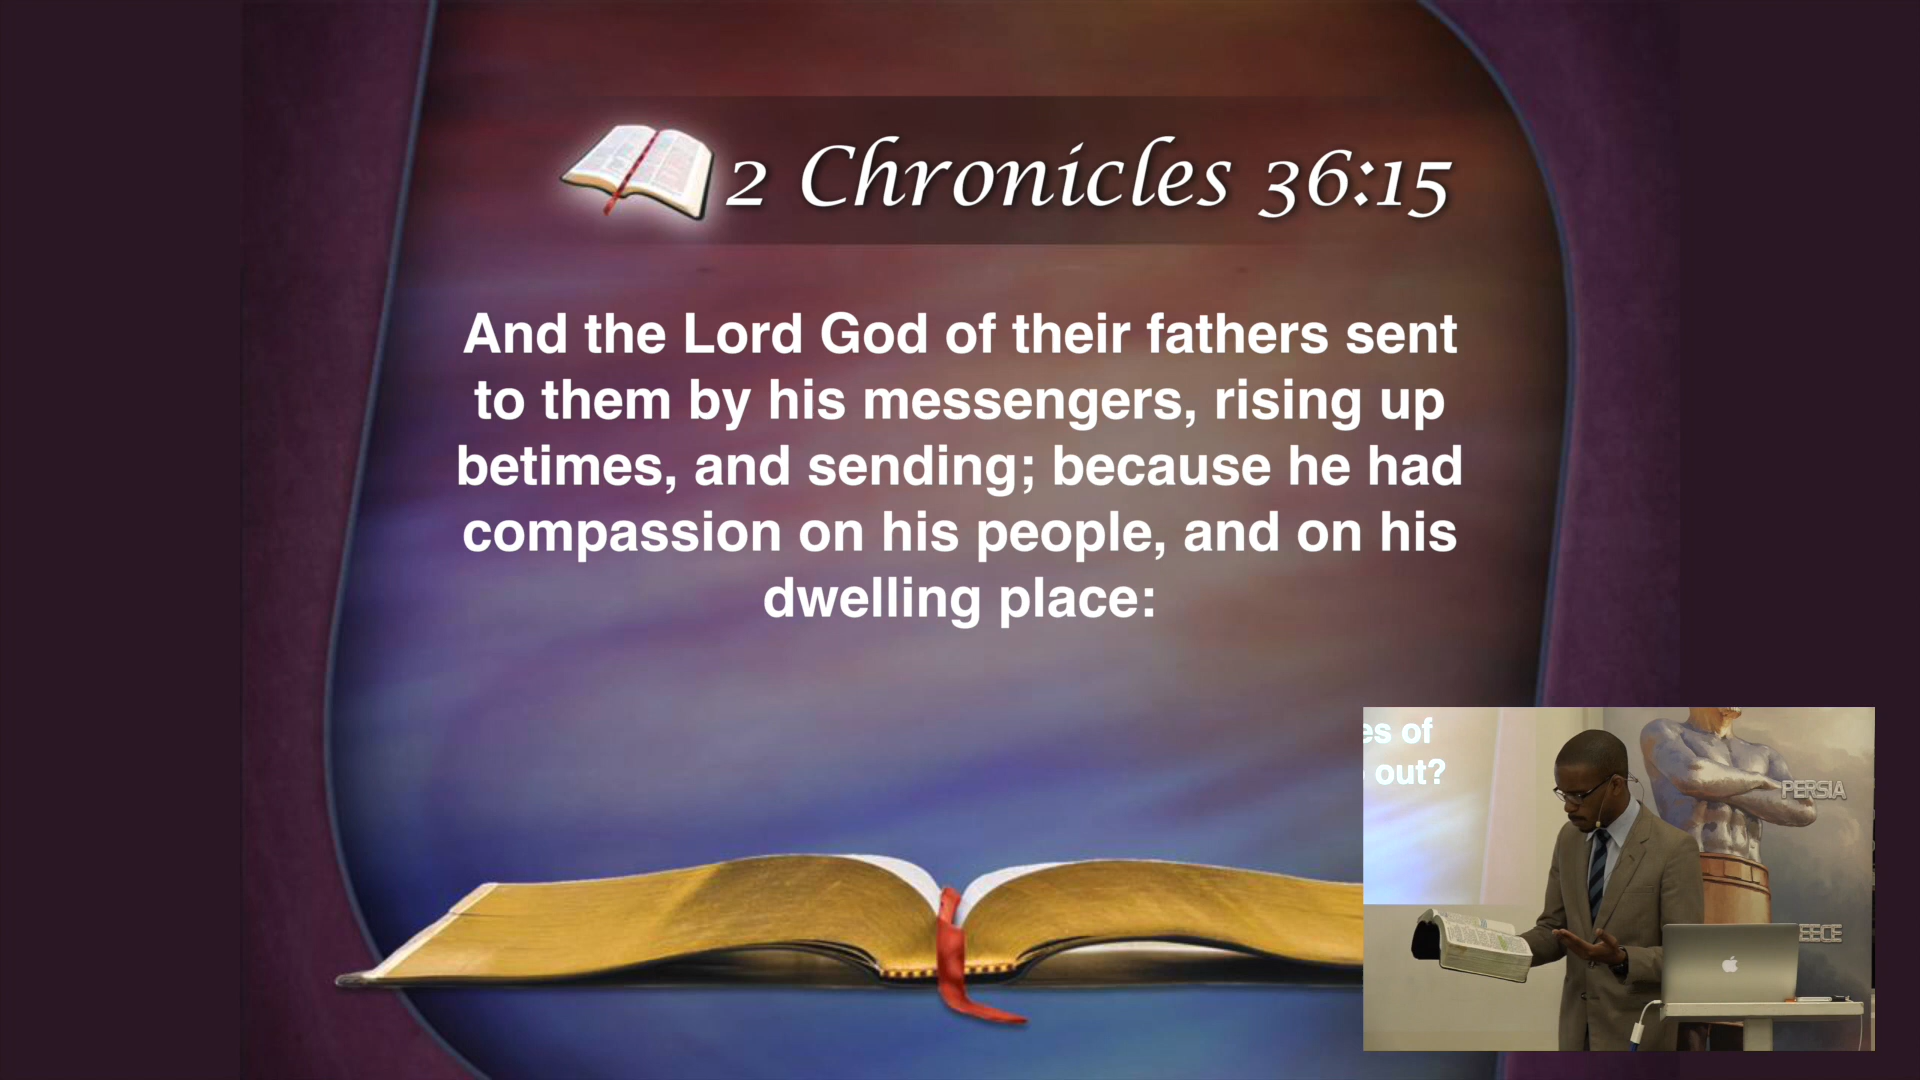 2 Chronicles 36:15
And the Lord God of their fathers sent
to them by his messengers, rising up
betimes, and sending; because he had
compassion on his people, and on his
dwelling place:
of
out?
PERSIA